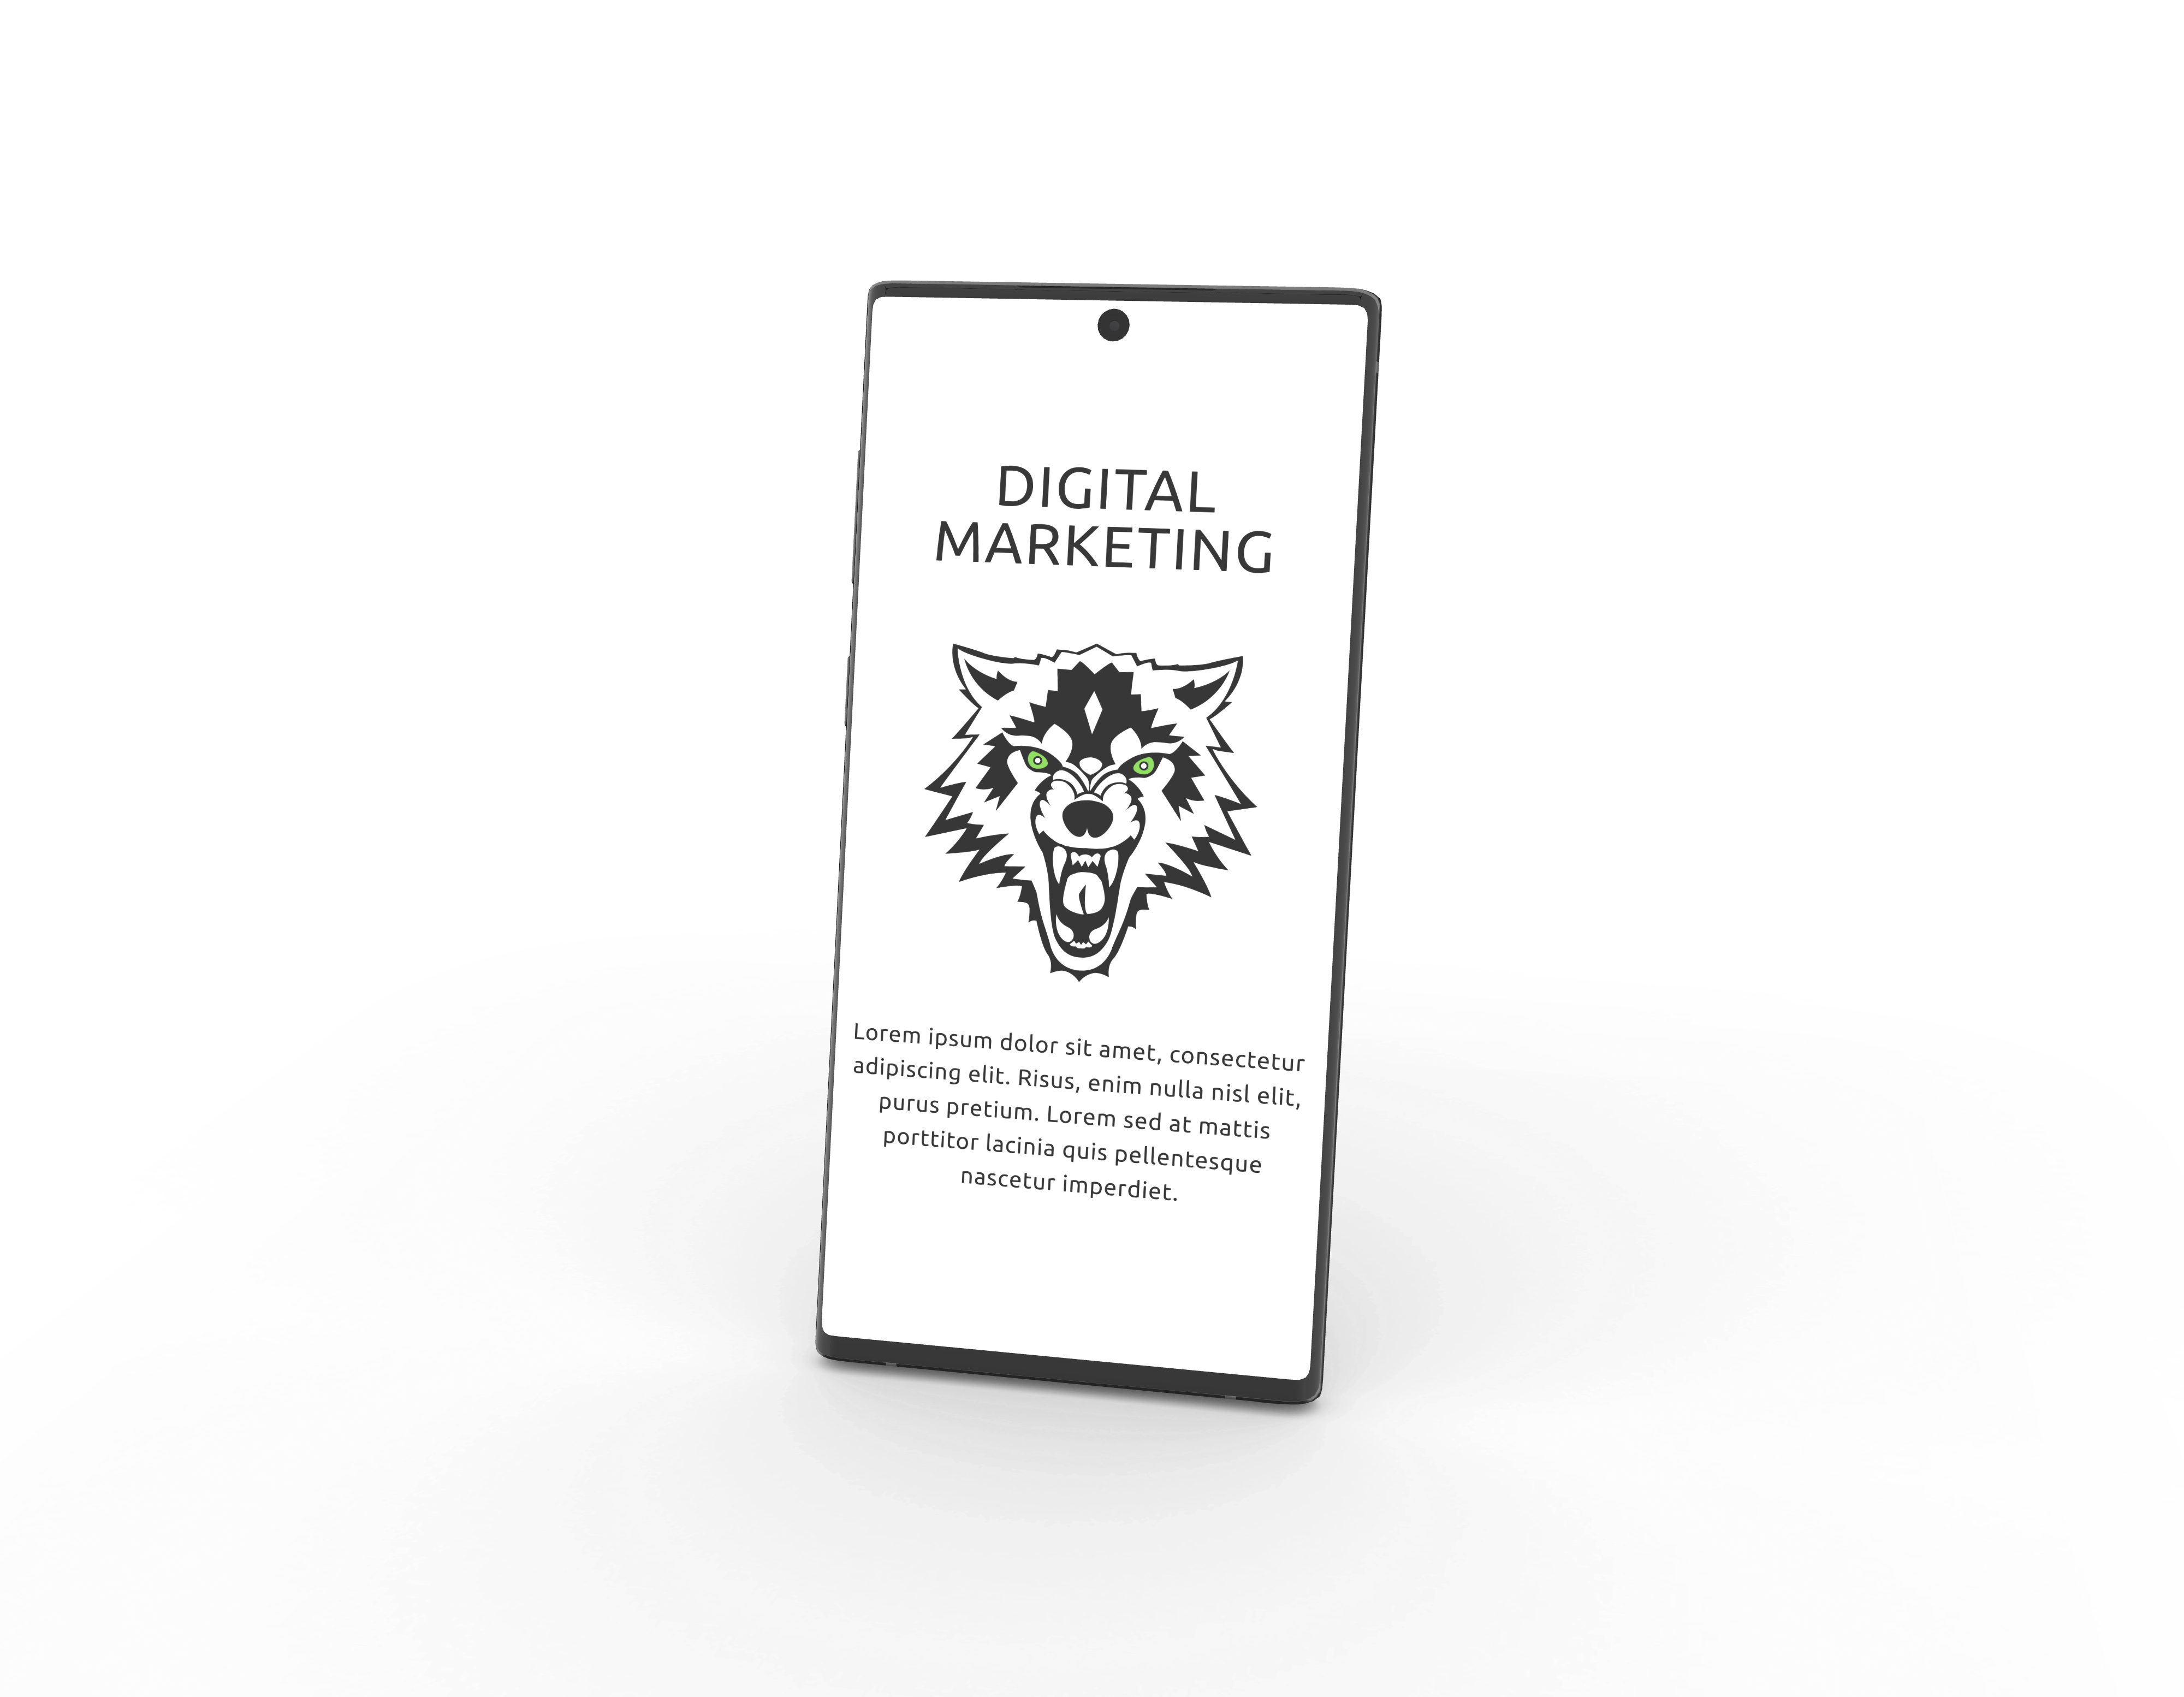 DIGITAL
MARKETING
Lorem ipsum dolor sit amet, consectetur
adipiscing elit. Risus, enim nulla nisl elit,
purus pretium. Lorem sed at mattis
porttitor lacinia quis pellentesque
nascetur imperdiet.